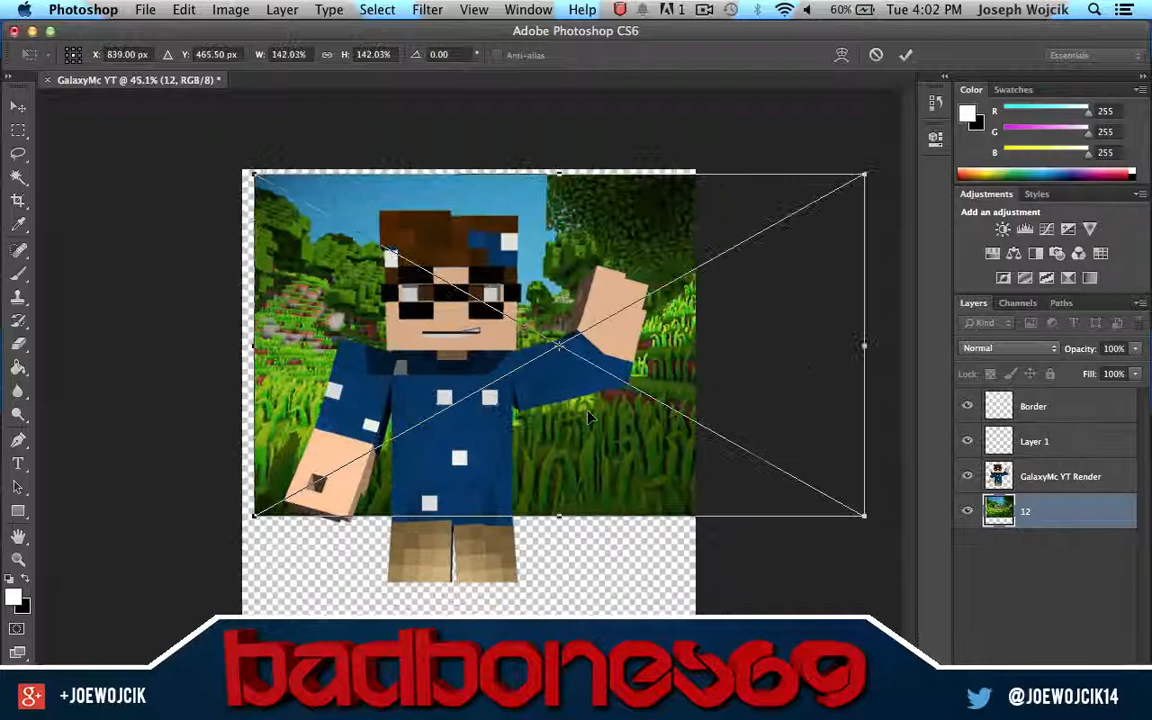 Photoshop File Edit Image Layer Type Select Filter View Window Help 1 60% Tue 4:02 PM Joseph Wojcik
Adobe Photoshop CS6
X: 839.00 px Y: 465.50 px W: 142.03% H: 142.03% 0.00 ° Anti-alias Essentials
GalaxyMc YT @ 45.1% (12, RGB/8) *
Color Swatches
R 255
G 255
B 255
Adjustments Styles
Add an adjustment
Layers Channels Paths
Kind
Normal Opacity: 100%
Lock: Fill: 100%
Border
Layer 1
GalaxyMc YT Render
12
T
badbones69
g+ +JOEWOJCIK
@JOEWOJCIK14